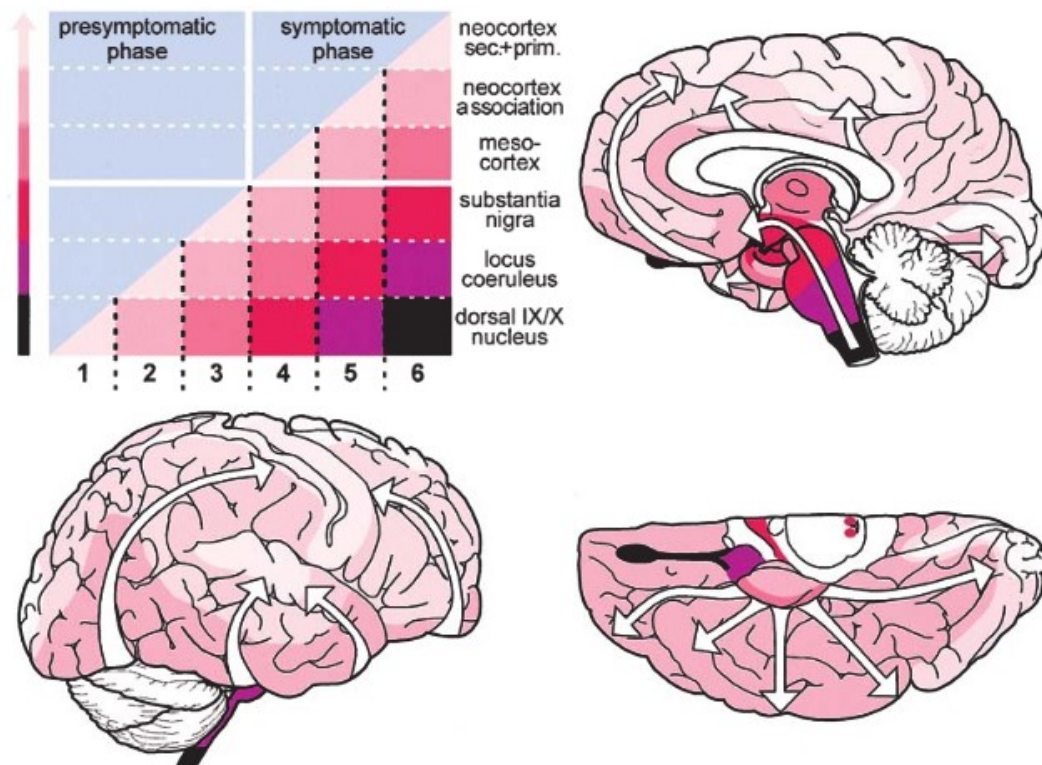 presymptomatic
phase
symptomatic
phase
neocortex
sec.+prim.
neocortex
association
meso-
cortex
substantia
nigra
locus
coeruleus
dorsal IX/X
nucleus
1 2 3 4 5 6